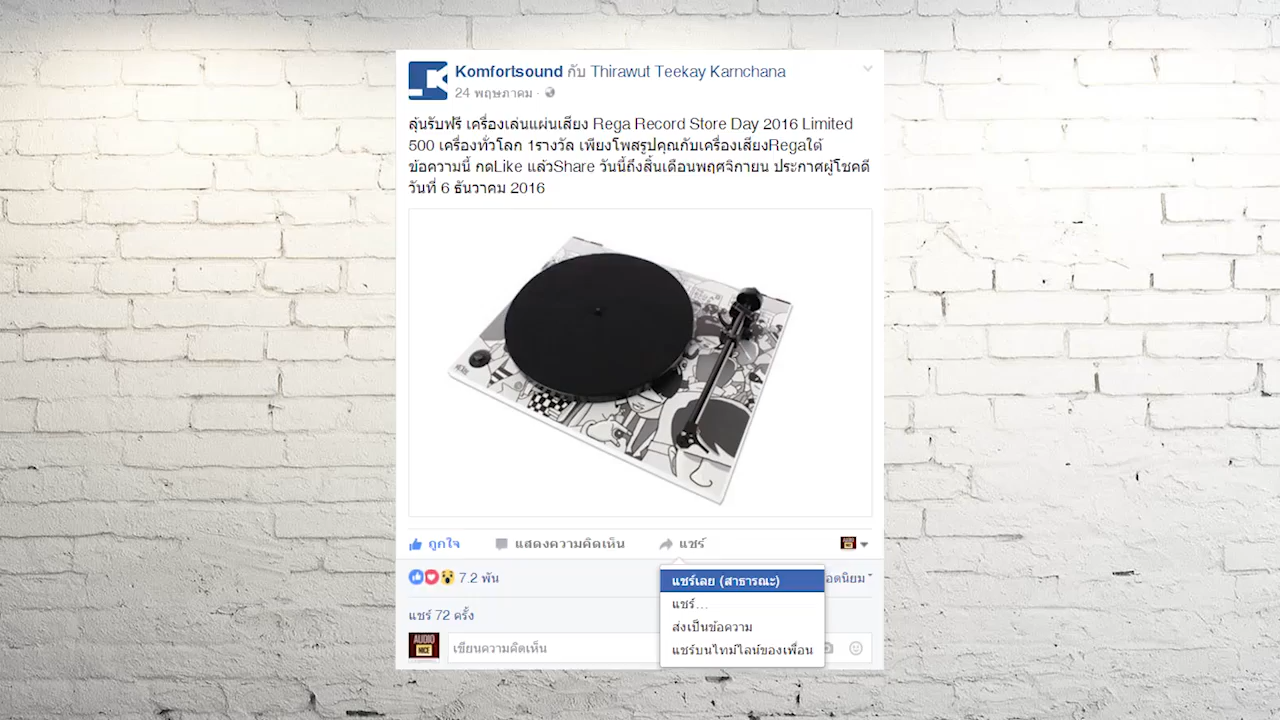 Komfortsound กับ Thirawut Teekay Karnchana
24 พฤษภาคม ·
ลุ้นรับฟรี เครื่องเล่นแผ่นเสียง Rega Record Store Day 2016 Limited
500 เครื่องทั่วโลก 1รางวัล เพียงโพสรูปคุณกับเครื่องเสียงRegaใต้
ข้อความนี้ กดLike แล้วShare วันนี้ถึงสิ้นเดือนพฤศจิกายน ประกาศผู้โชคดี
วันที่ 6 ธันวาคม 2016
ถูกใจ แสดงความคิดเห็น แชร์
7.2 พัน
แชร์เลย (สาธารณะ)
แชร์...
ส่งเป็นข้อความ
แชร์บนไทม์ไลน์ของเพื่อน
แชร์ 72 ครั้ง
AUDIO
NICE
เขียนความคิดเห็น